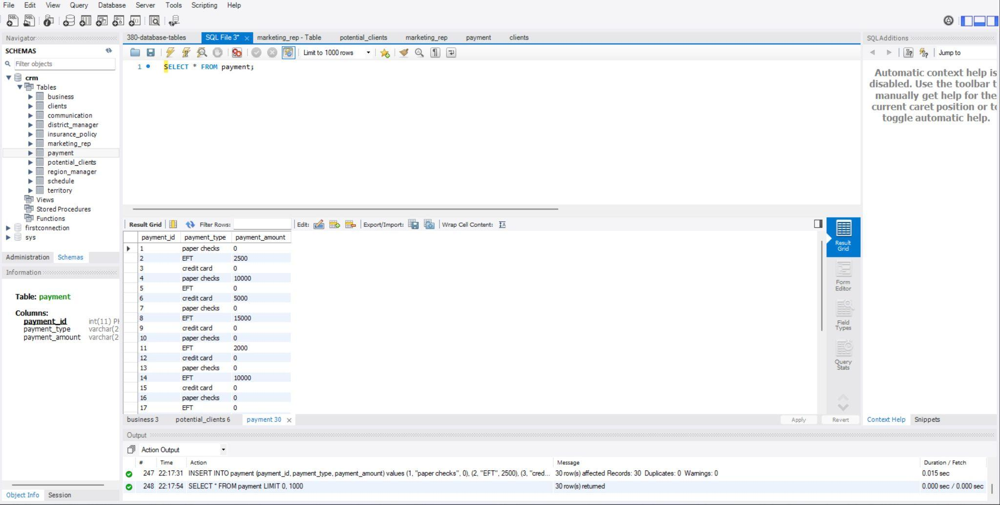 File Edit View Query Database Server Tools Scripting Help
Navigator
SCHEMAS
Filter objects
crm
Tables
business
clients
communication
district_manager
insurance_policy
marketing_rep
payment
potential_clients
region_manager
schedule
territory
Views
Stored Procedures
Functions
firstconnection
sys
Administration Schemas
Information
Table: payment
Columns:
payment_id int(11) PK
payment_type varchar(2
payment_amount varchar(2
Object Info Session
380-database-tables SQL File 3* marketing_rep - Table potential_clients marketing_rep payment clients
Limit to 1000 rows
1 SELECT * FROM payment;
Result Grid Filter Rows: Edit: Export/Import: Wrap Cell Content:
payment_id payment_type payment_amount
1 paper checks 0
2 EFT 2500
3 credit card 0
4 paper checks 10000
5 EFT 0
6 credit card 5000
7 paper checks 0
8 EFT 15000
9 credit card 0
10 paper checks 0
11 EFT 2000
12 credit card 0
13 paper checks 0
14 EFT 10000
15 credit card 0
16 paper checks 0
17 EFT 0
Result
Grid
Form
Editor
Field
Types
Query
Stats
business 3 potential_clients 6 payment 30 Apply Revert
SQLAdditions
Jump to
Automatic context help is
disabled. Use the toolbar t
manually get help for the
current caret position or to
toggle automatic help.
Context Help Snippets
Output
Action Output
# Time Action Message Duration / Fetch
247 22:17:31 INSERT INTO payment (payment_id, payment_type, payment_amount) values (1, "paper checks", 0), (2, "EFT", 2500), (3, "cred... 30 row(s) affected Records: 30 Duplicates: 0 Warnings: 0 0.015 sec
248 22:17:54 SELECT * FROM payment LIMIT 0, 1000 30 row(s) returned 0.000 sec / 0.000 sec